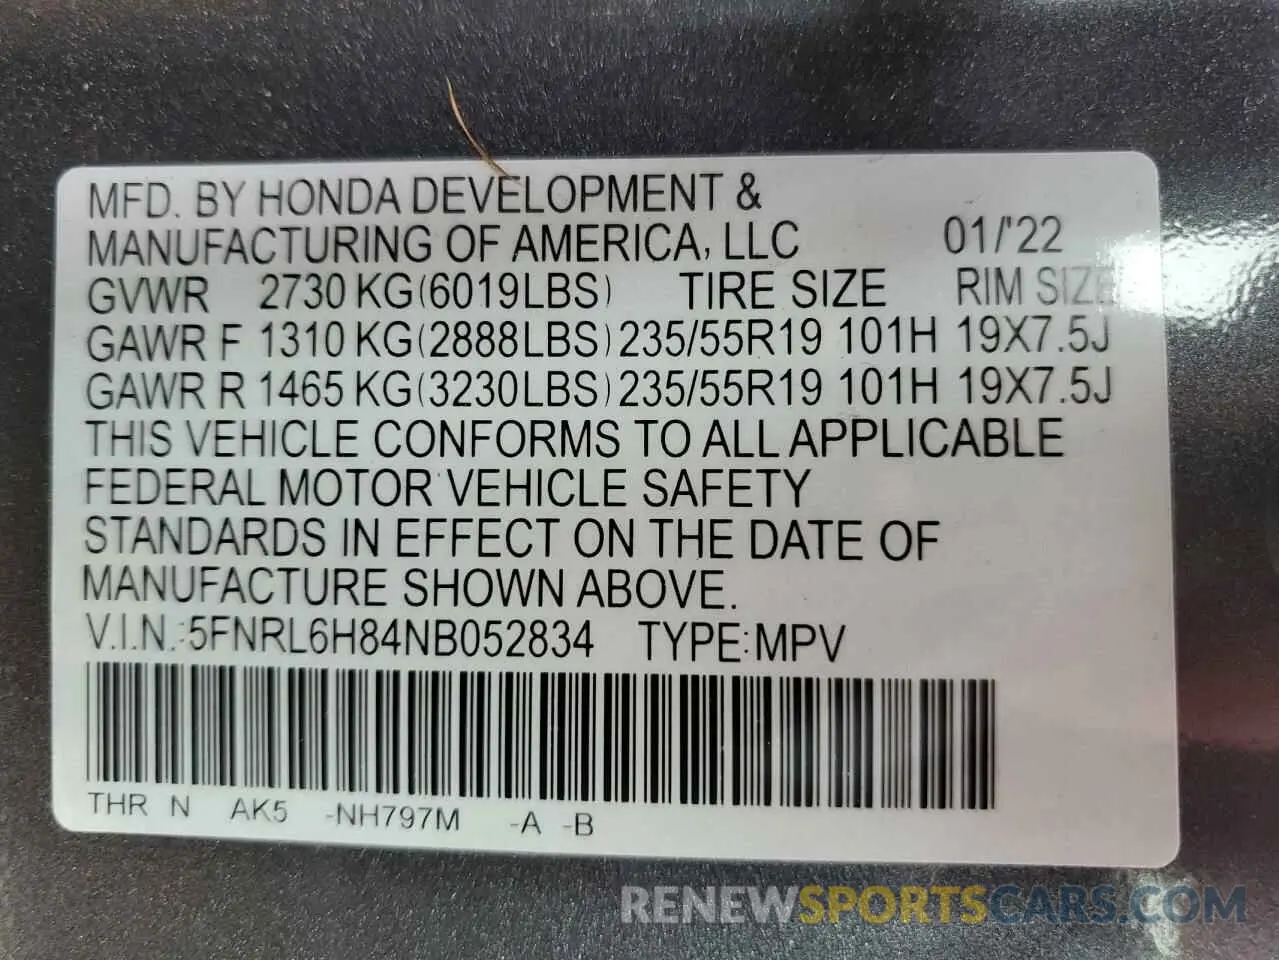 MFD. BY HONDA DEVELOPMENT &
MANUFACTURING OF AMERICA, LLC 01/'22
GVWR 2730 KG(6019LBS) TIRE SIZE RIM SIZE
GAWR F 1310 KG(2888LBS) 235/55R19 101H 19X7.5J
GAWR R 1465 KG(3230LBS) 235/55R19 101H 19X7.5J
THIS VEHICLE CONFORMS TO ALL APPLICABLE
FEDERAL MOTOR VEHICLE SAFETY
STANDARDS IN EFFECT ON THE DATE OF
MANUFACTURE SHOWN ABOVE.
V.I.N.:5FNRL6H84NB052834 TYPE:MPV
THR N AK5 -NH797M -A -B
RENEWSPORTSCARS.COM